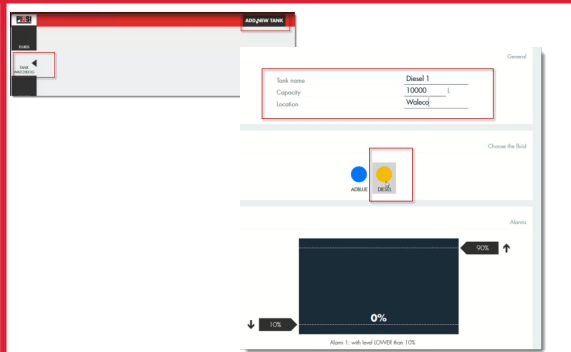 ADD NEW TANK
TANK
WATCHDOG
General
Tank name Diesel 1
Capacity 10000 L
Location Waleco
Choose the fluid
ADBLUE DIESEL
Alarms
90%
0%
10%
Alarm 1: with level LOWER than 10%